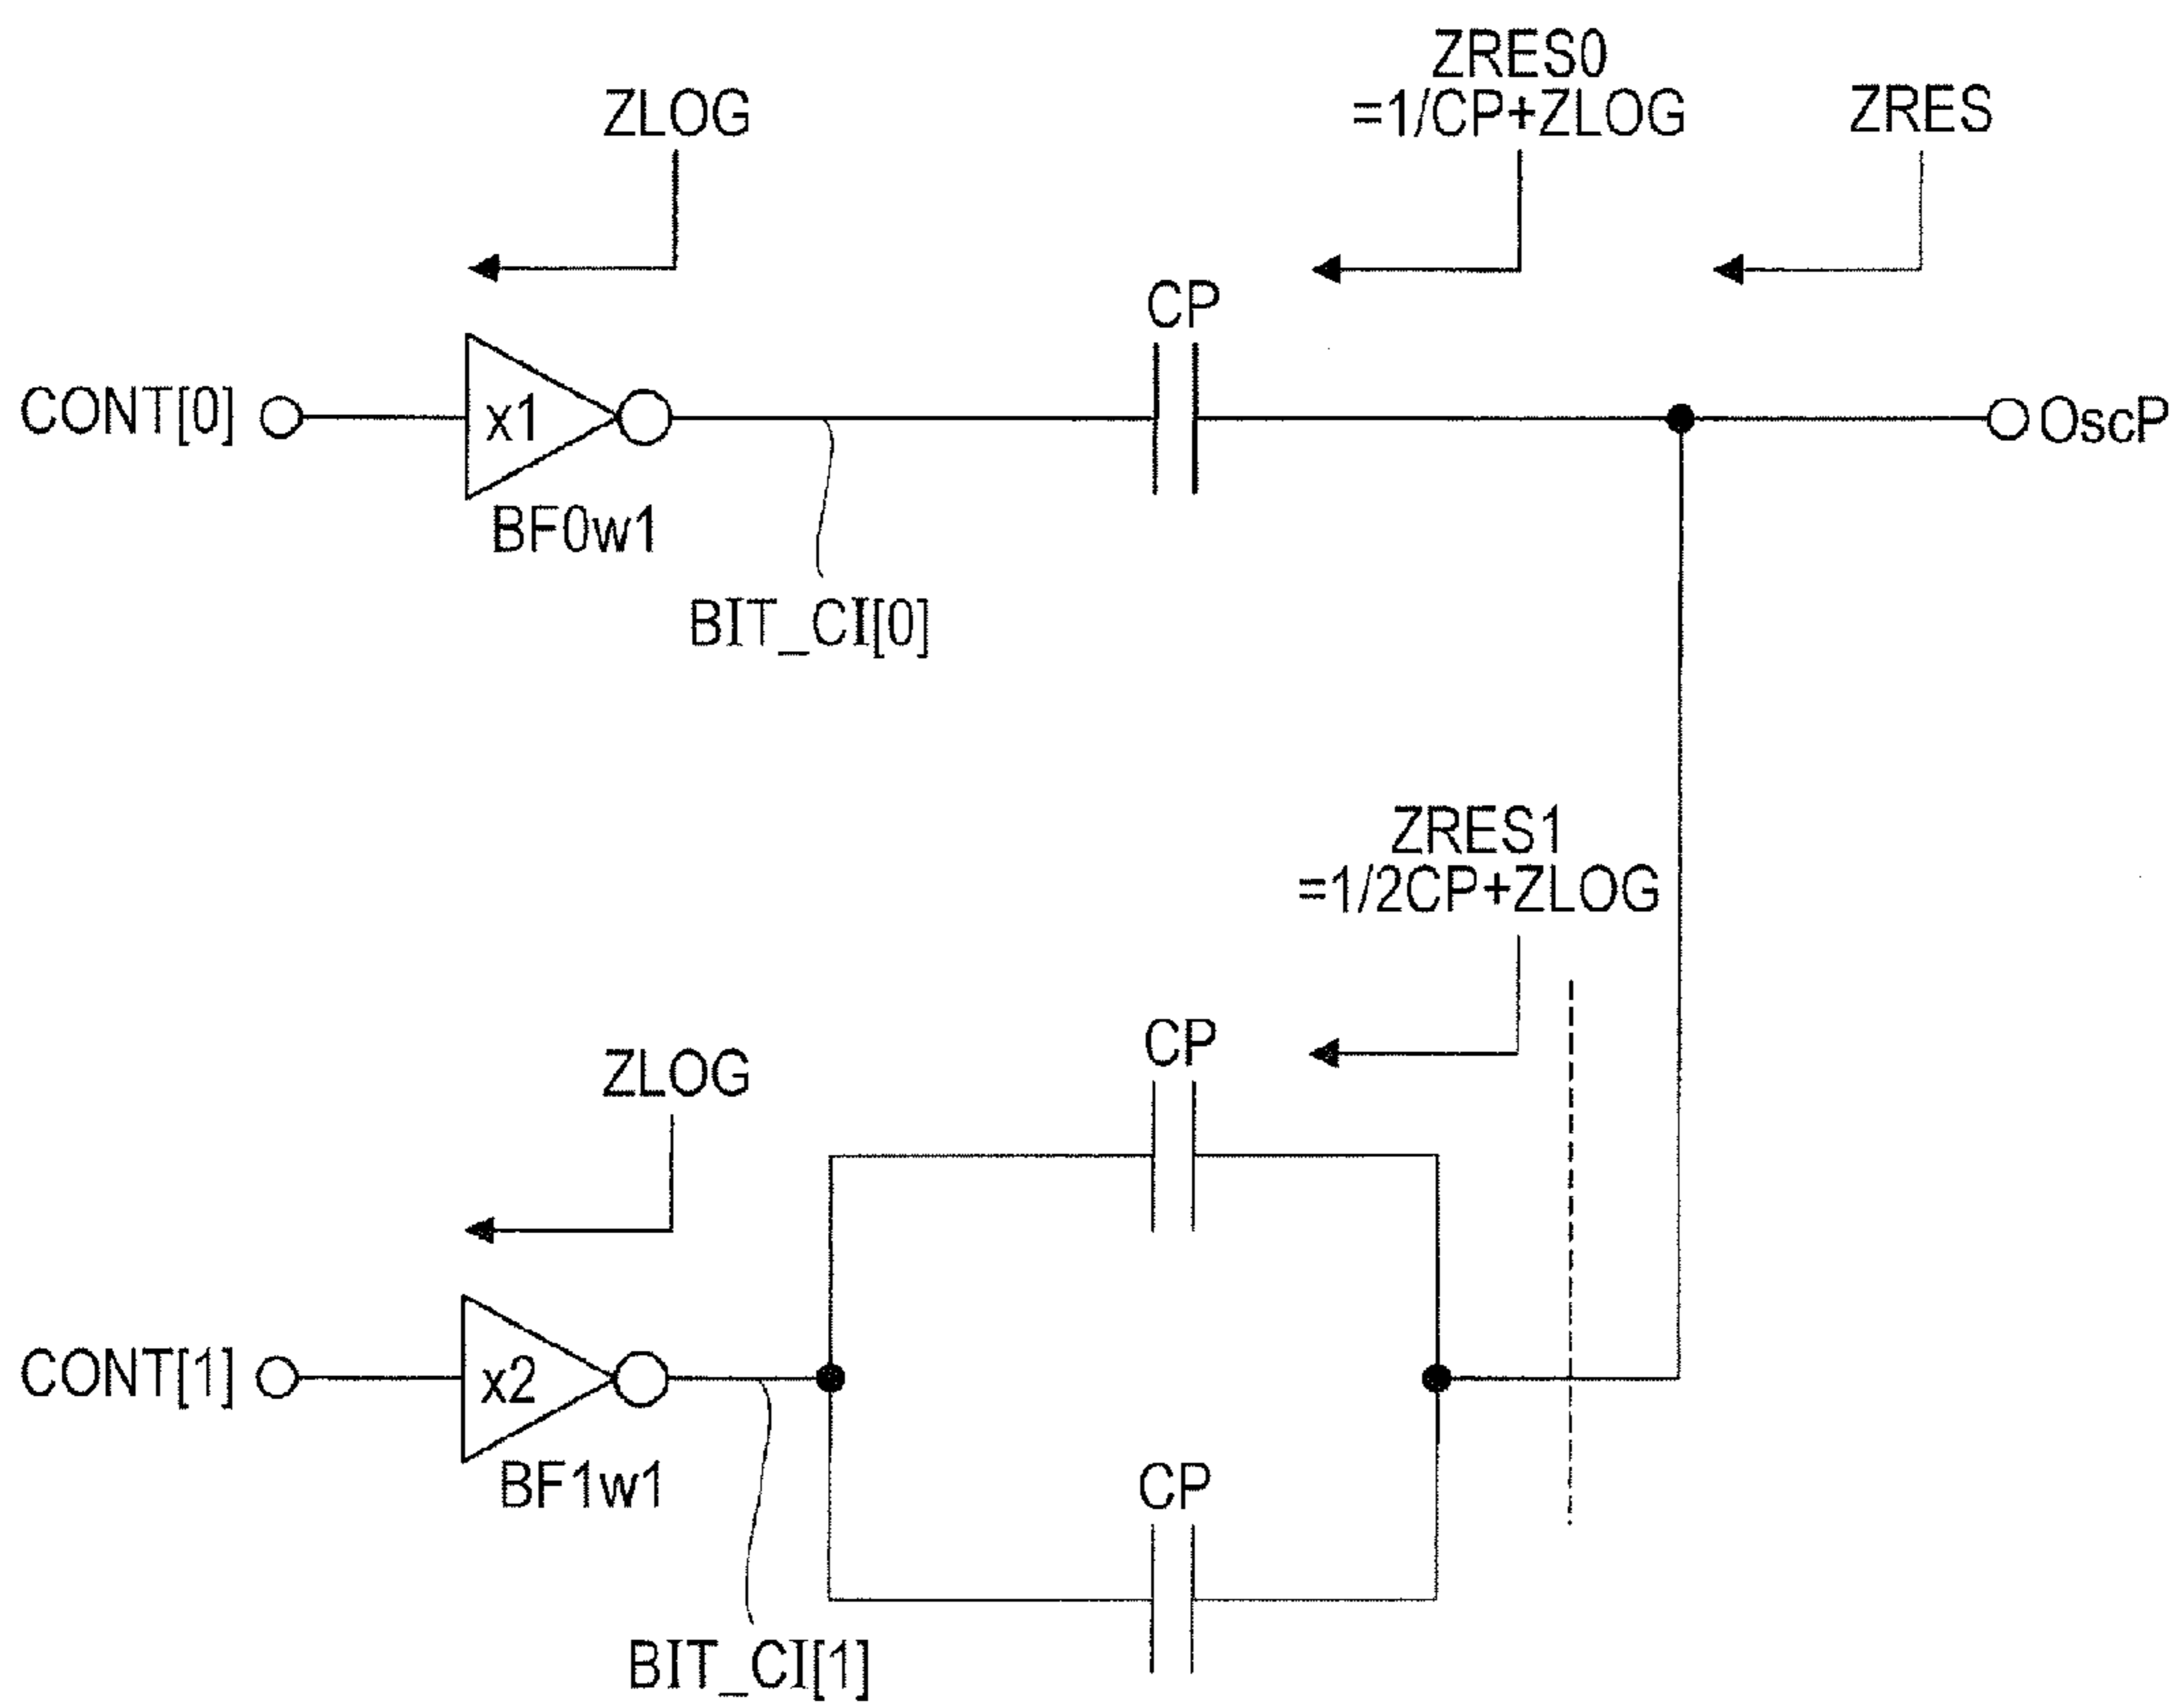 ZRES0
=1/CP+ZLOG
ZLOG
ZRES
CP
CONT[0]
x1
OscP
BF0w1
BIT_CI[0]
ZRES1
=1/2CP+ZLOG
CP
ZLOG
CONT[1]
x2
BF1w1
CP
BIT_CI[1]